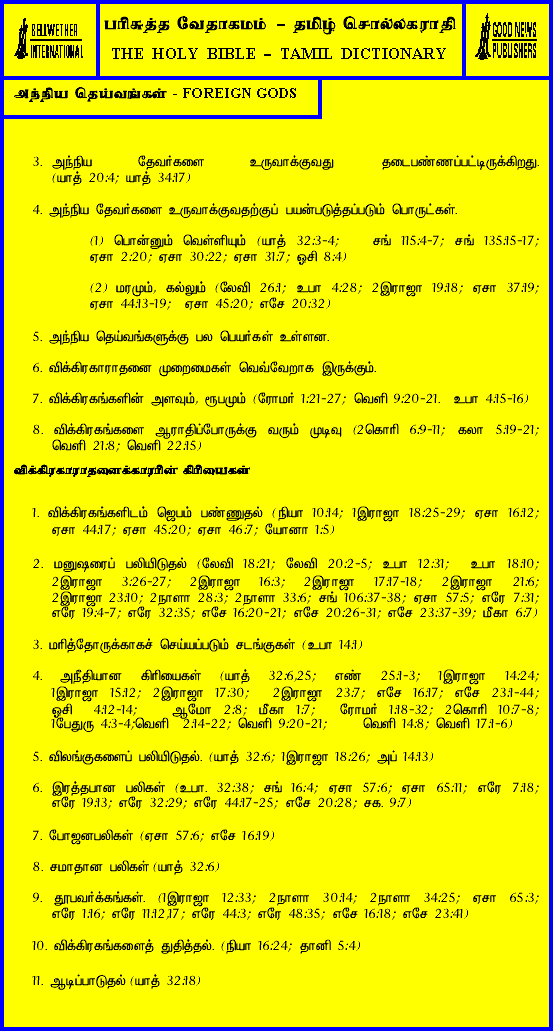 BELLWETHER
INTERNATIONAL
பரிசுத்த வேதாகமம் – தமிழ் சொல்லகராதி
THE HOLY BIBLE – TAMIL DICTIONARY
GOOD NEWS
PUBLISHERS
அந்நிய தெய்வங்கள் - FOREIGN GODS
3. அந்நிய தேவர்களை உருவாக்குவது தடைபண்ணப்பட்டிருக்கிறது.
(யாத் 20:4; யாத் 34:17)
4. அந்நிய தேவர்களை உருவாக்குவதற்குப் பயன்படுத்தப்படும் பொருட்கள்.
(1) பொன்னும் வெள்ளியும் (யாத் 32:3-4; சங் 115:4-7; சங் 135:15-17;
ஏசா 2:20; ஏசா 30:22; ஏசா 31:7; ஓசி 8:4)
(2) மரமும், கல்லும் (லேவி 26:1; உபா 4:28; 2இராஜா 19:18; ஏசா 37:19;
ஏசா 44:13-19; ஏசா 45:20; எசே 20:32)
5. அந்நிய தெய்வங்களுக்கு பல பெயர்கள் உள்ளன.
6. விக்கிரகாராதனை முறைமைகள் வெவ்வேறாக இருக்கும்.
7. விக்கிரகங்களின் அளவும், ரூபமும் (ரோமர் 1:21-27; வெளி 9:20-21. உபா 4:15-16)
8. விக்கிரகங்களை ஆராதிப்போருக்கு வரும் முடிவு (2கொரி 6:9-11; கலா 5:19-21;
வெளி 21:8; வெளி 22:15)
விக்கிரகாராதனைக்காரரின் கிரியைகள்
1. விக்கிரகங்களிடம் ஜெபம் பண்ணுதல் (நியா 10:14; 1இராஜா 18:25-29; ஏசா 16:12;
ஏசா 44:17; ஏசா 45:20; ஏசா 46:7; யோனா 1:5)
2. மனுஷரைப் பலியிடுதல் (லேவி 18:21; லேவி 20:2-5; உபா 12:31; உபா 18:10;
2இராஜா 3:26-27; 2இராஜா 16:3; 2இராஜா 17:17-18; 2இராஜா 21:6;
2இராஜா 23:10; 2நாளா 28:3; 2நாளா 33:6; சங் 106:37-38; ஏசா 57:5; எரே 7:31;
எரே 19:4-7; எரே 32:35; எசே 16:20-21; எசே 20:26-31; எசே 23:37-39; மீகா 6:7)
3. மரித்தோருக்காகச் செய்யப்படும் சடங்குகள் (உபா 14:1)
4. அநீதியான கிரியைகள் (யாத் 32:6,25; எண் 25:1-3; 1இராஜா 14:24;
1இராஜா 15:12; 2இராஜா 17:30; 2இராஜா 23:7; எசே 16:17; எசே 23:1-44;
ஓசி 4:12-14; ஆமோ 2:8; மீகா 1:7; ரோமர் 1:18-32; 2கொரி 10:7-8;
1பேதுரு 4:3-4;வெளி 2:14-22; வெளி 9:20-21; வெளி 14:8; வெளி 17:1-6)
5. விலங்குகளைப் பலியிடுதல். (யாத் 32:6; 1இராஜா 18:26; அப் 14:13)
6. இரத்தபான பலிகள் (உபா. 32:38; சங் 16:4; ஏசா 57:6; ஏசா 65:11; எரே 7:18;
எரே 19:13; எரே 32:29; எரே 44:17-25; எசே 20:28; சக. 9:7)
7. போஜனபலிகள் (ஏசா 57:6; எசே 16:19)
8. சமாதான பலிகள் (யாத் 32:6)
9. தூபவர்க்கங்கள். (1இராஜா 12:33; 2நாளா 30:14; 2நாளா 34:25; ஏசா 65:3;
எரே 1:16; எரே 11:12,17; எரே 44:3; எரே 48:35; எசே 16:18; எசே 23:41)
10. விக்கிரகங்களைத் துதித்தல். (நியா 16:24; தானி 5:4)
11. ஆடிப்பாடுதல் (யாத் 32:18)